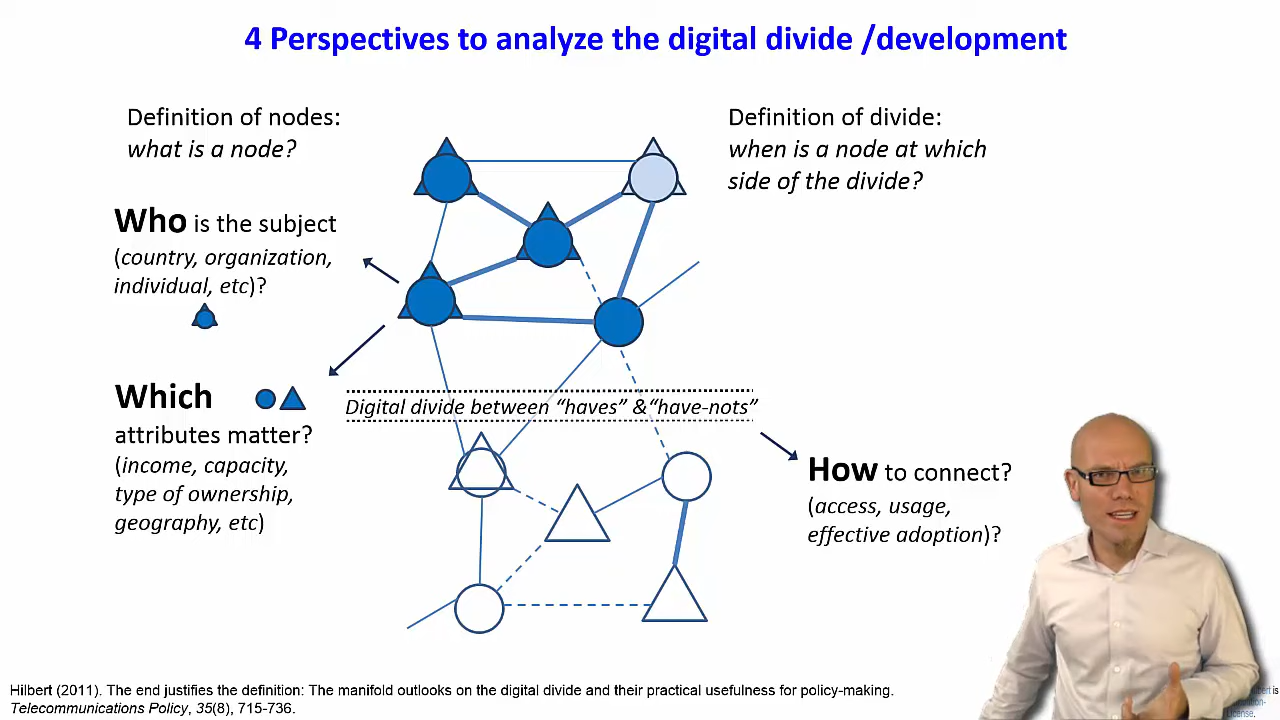 4 Perspectives to analyze the digital divide /development
Definition of nodes:
what is a node?
Definition of divide:
when is a node at which
side of the divide?
Who is the subject
(country, organization,
individual, etc)?
Which
attributes matter?
(income, capacity,
type of ownership,
geography, etc)
Digital divide between “haves” &“have-nots”
How to connect?
(access, usage,
effective adoption)?
Hilbert (2011). The end justifies the definition: The manifold outlooks on the digital divide and their practical usefulness for policy-making.
Telecommunications Policy, 35(8), 715-736.
is
License,